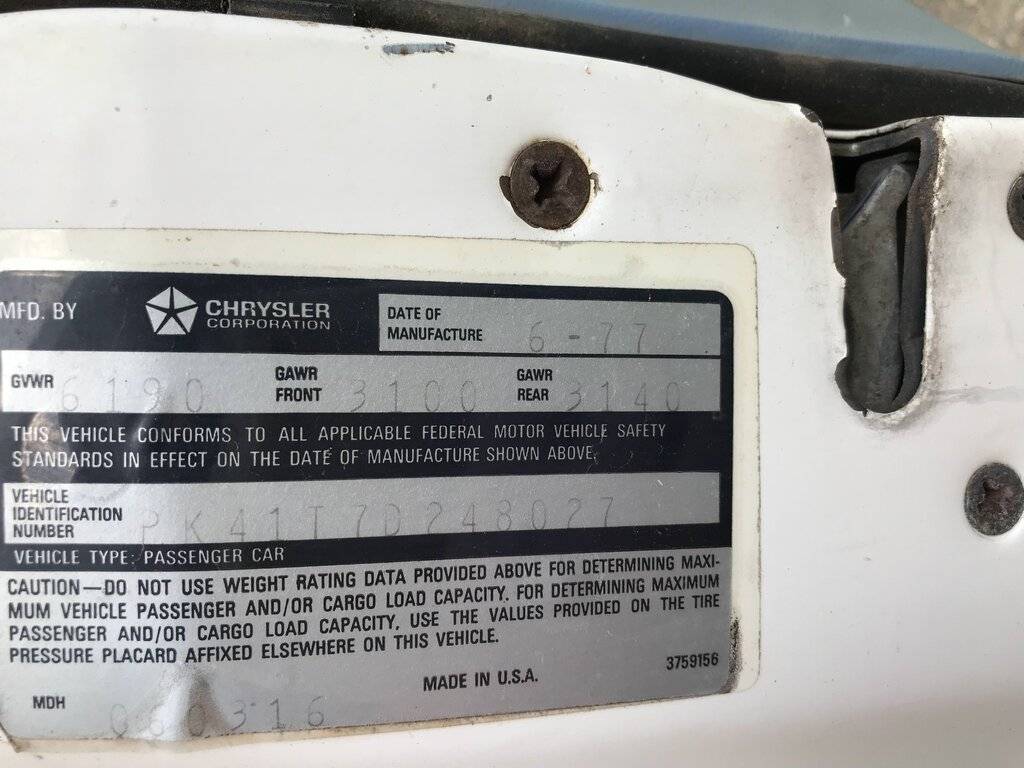 MFD. BY CHRYSLER CORPORATION
DATE OF MANUFACTURE 6-77
GVWR 6190 GAWR FRONT 3100 GAWR REAR 3140
THIS VEHICLE CONFORMS TO ALL APPLICABLE FEDERAL MOTOR VEHICLE SAFETY
STANDARDS IN EFFECT ON THE DATE OF MANUFACTURE SHOWN ABOVE.
VEHICLE IDENTIFICATION NUMBER PK41T7D248027
VEHICLE TYPE: PASSENGER CAR
CAUTION—DO NOT USE WEIGHT RATING DATA PROVIDED ABOVE FOR DETERMINING MAXI-
MUM VEHICLE PASSENGER AND/OR CARGO LOAD CAPACITY. FOR DETERMINING MAXIMUM
PASSENGER AND/OR CARGO LOAD CAPACITY, USE THE VALUES PROVIDED ON THE TIRE
PRESSURE PLACARD AFFIXED ELSEWHERE ON THIS VEHICLE.
3759156
MADE IN U.S.A.
MDH 060316